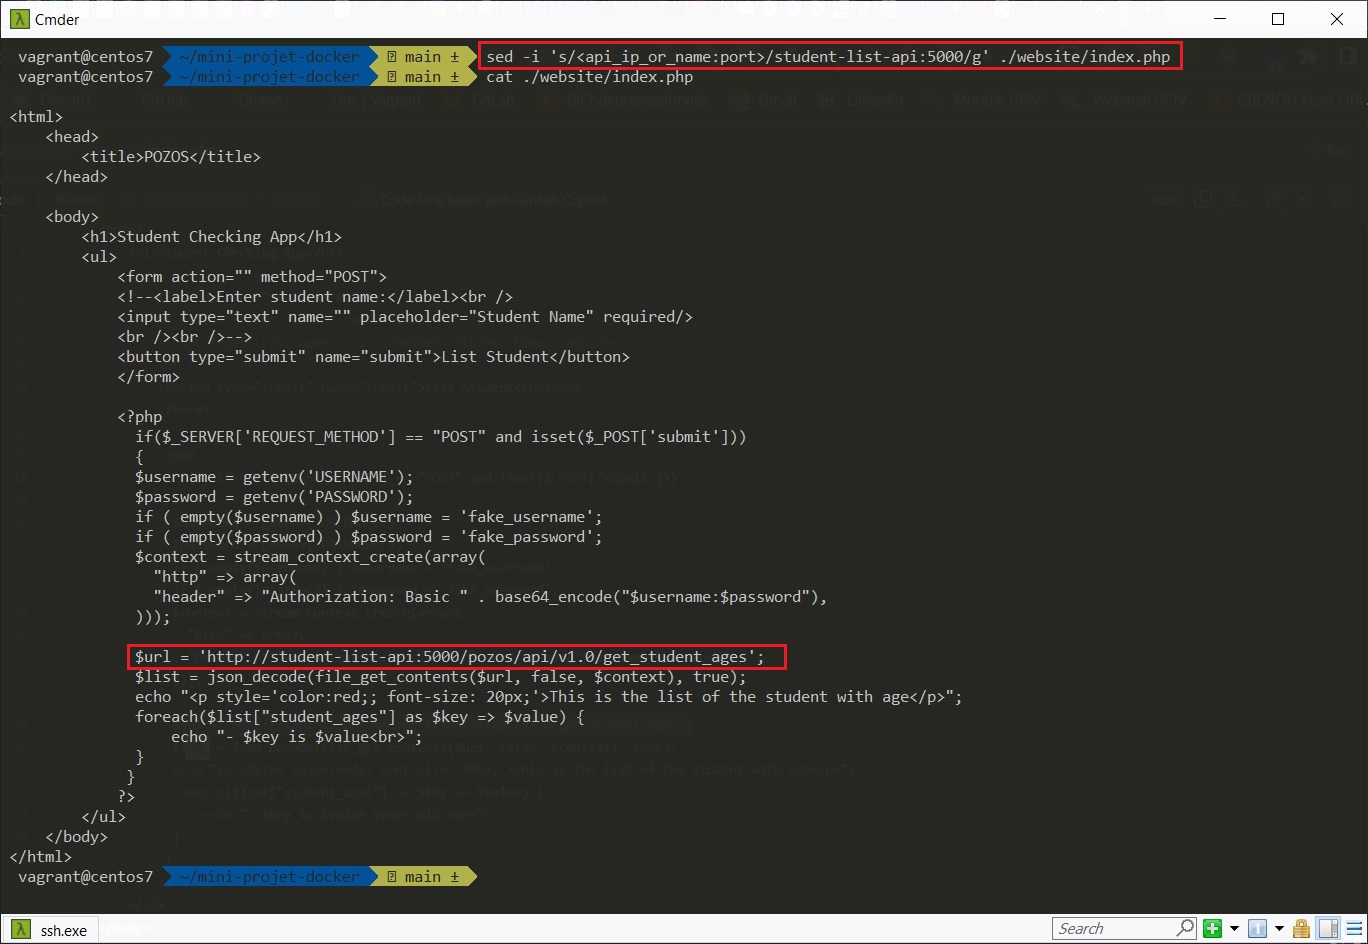 Cmder
vagrant@centos7 ~/mini-projet-docker main ± sed -i 's/<api_ip_or_name:port>/student-list-api:5000/g' ./website/index.php
vagrant@centos7 ~/mini-projet-docker main ± cat ./website/index.php
<html>
<head>
<title>POZOS</title>
</head>
<body>
<h1>Student Checking App</h1>
<ul>
<form action="" method="POST">
<!--<label>Enter student name:</label><br />
<input type="text" name="" placeholder="Student Name" required/>
<br /><br />-->
<button type="submit" name="submit">List Student</button>
</form>
<?php
if($_SERVER['REQUEST_METHOD'] == "POST" and isset($_POST['submit']))
{
$username = getenv('USERNAME');
$password = getenv('PASSWORD');
if ( empty($username) ) $username = 'fake_username';
if ( empty($password) ) $password = 'fake_password';
$context = stream_context_create(array(
"http" => array(
"header" => "Authorization: Basic " . base64_encode("$username:$password"),
)));
$url = 'http://student-list-api:5000/pozos/api/v1.0/get_student_ages';
$list = json_decode(file_get_contents($url, false, $context), true);
echo "<p style='color:red;; font-size: 20px;'>This is the list of the student with age</p>";
foreach($list["student_ages"] as $key => $value) {
echo "- $key is $value<br>";
}
}
?>
</ul>
</body>
</html>
vagrant@centos7 ~/mini-projet-docker main ±
ssh.exe
Search